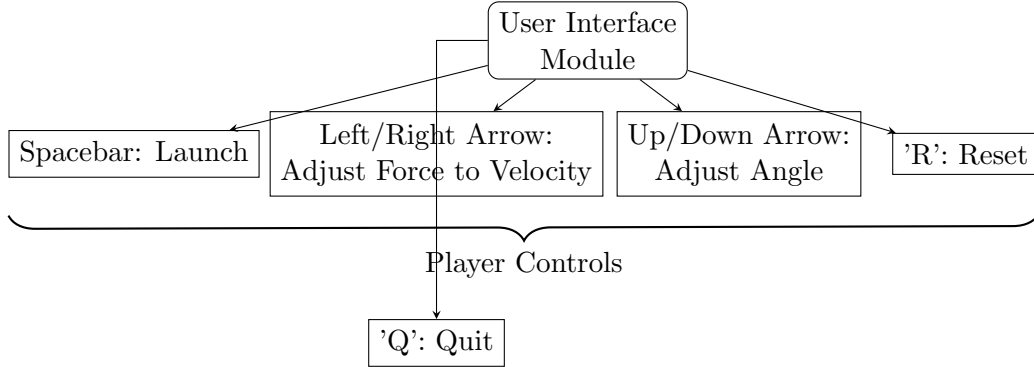 User Interface
Module
Spacebar: Launch
Left/Right Arrow:
Adjust Force to Velocity
Up/Down Arrow:
Adjust Angle
'R': Reset
Player Controls
'Q': Quit